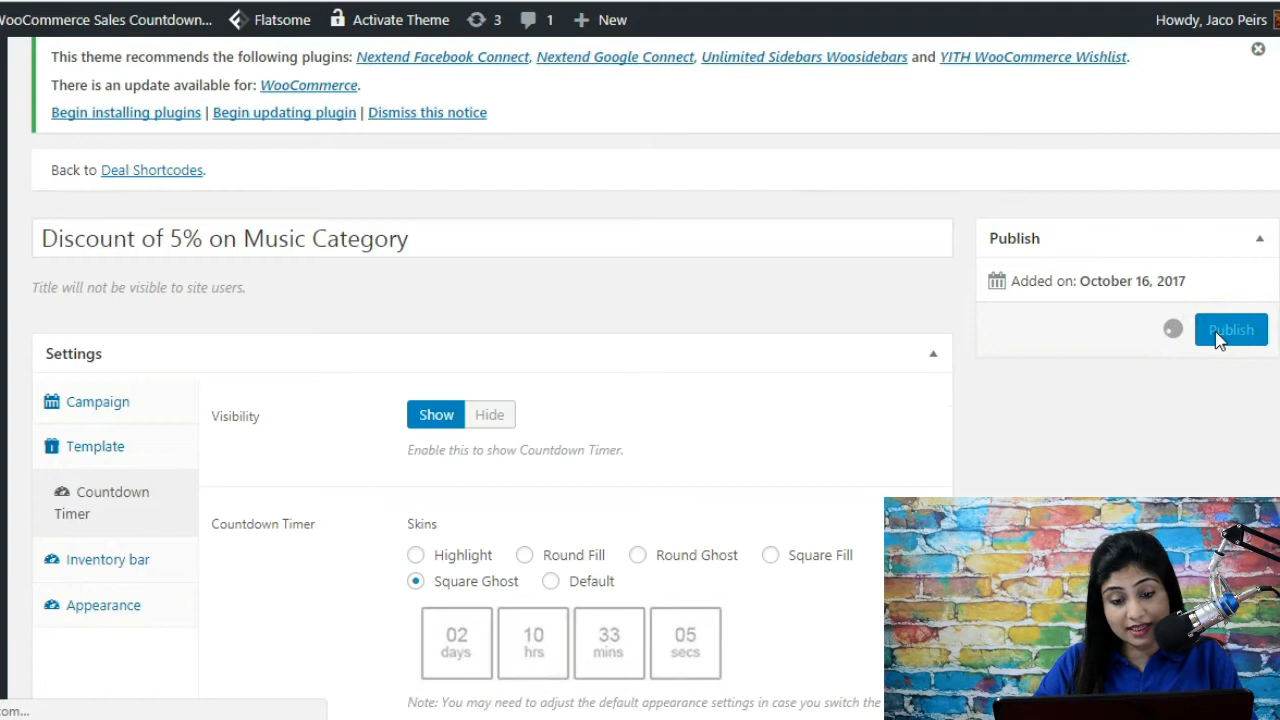 WooCommerce Sales Countdown... Flatsome Activate Theme 3 1 New Howdy, Jaco Peirs
This theme recommends the following plugins: Nextend Facebook Connect, Nextend Google Connect, Unlimited Sidebars Woosidebars and YITH WooCommerce Wishlist.
There is an update available for: WooCommerce.
Begin installing plugins | Begin updating plugin | Dismiss this notice
Back to Deal Shortcodes.
Discount of 5% on Music Category
Title will not be visible to site users.
Publish
Added on: October 16, 2017
Publish
Settings
Campaign
Template
Countdown
Timer
Inventory bar
Appearance
Visibility
Show Hide
Enable this to show Countdown Timer.
Countdown Timer
Skins
Highlight Round Fill Round Ghost Square Fill
Square Ghost Default
02 10 33 05
days hrs mins secs
Note: You may need to adjust the default appearance settings in case you switch the
com...